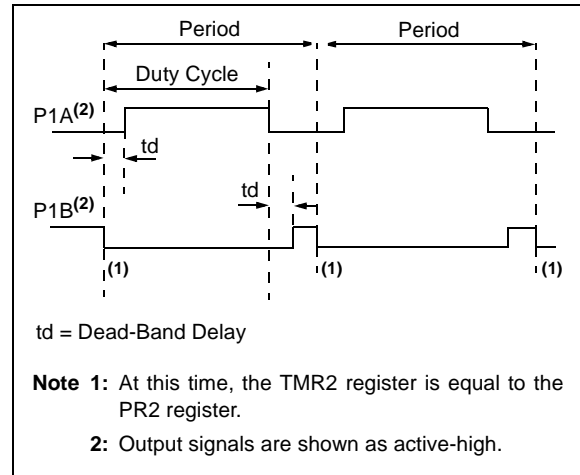 Period Period
Duty Cycle
P1A(2)
td
td
P1B(2)
(1) (1) (1)
td = Dead-Band Delay
Note 1: At this time, the TMR2 register is equal to the
PR2 register.
2: Output signals are shown as active-high.